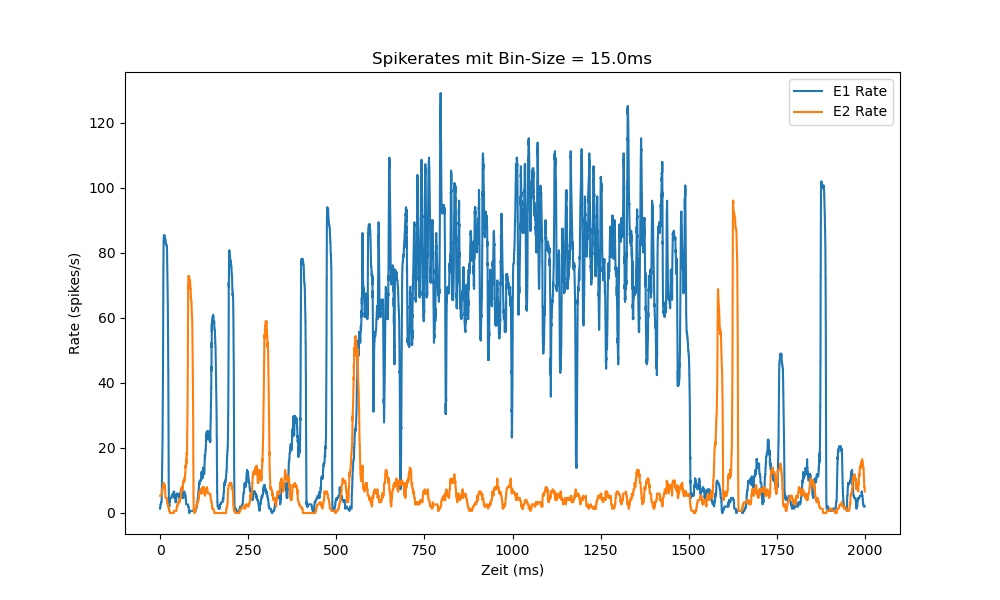 Spikerates mit Bin-Size = 15.0ms
E1 Rate
E2 Rate
Rate (spikes/s)
120
100
80
60
40
20
0
0 250 500 750 1000 1250 1500 1750 2000
Zeit (ms)